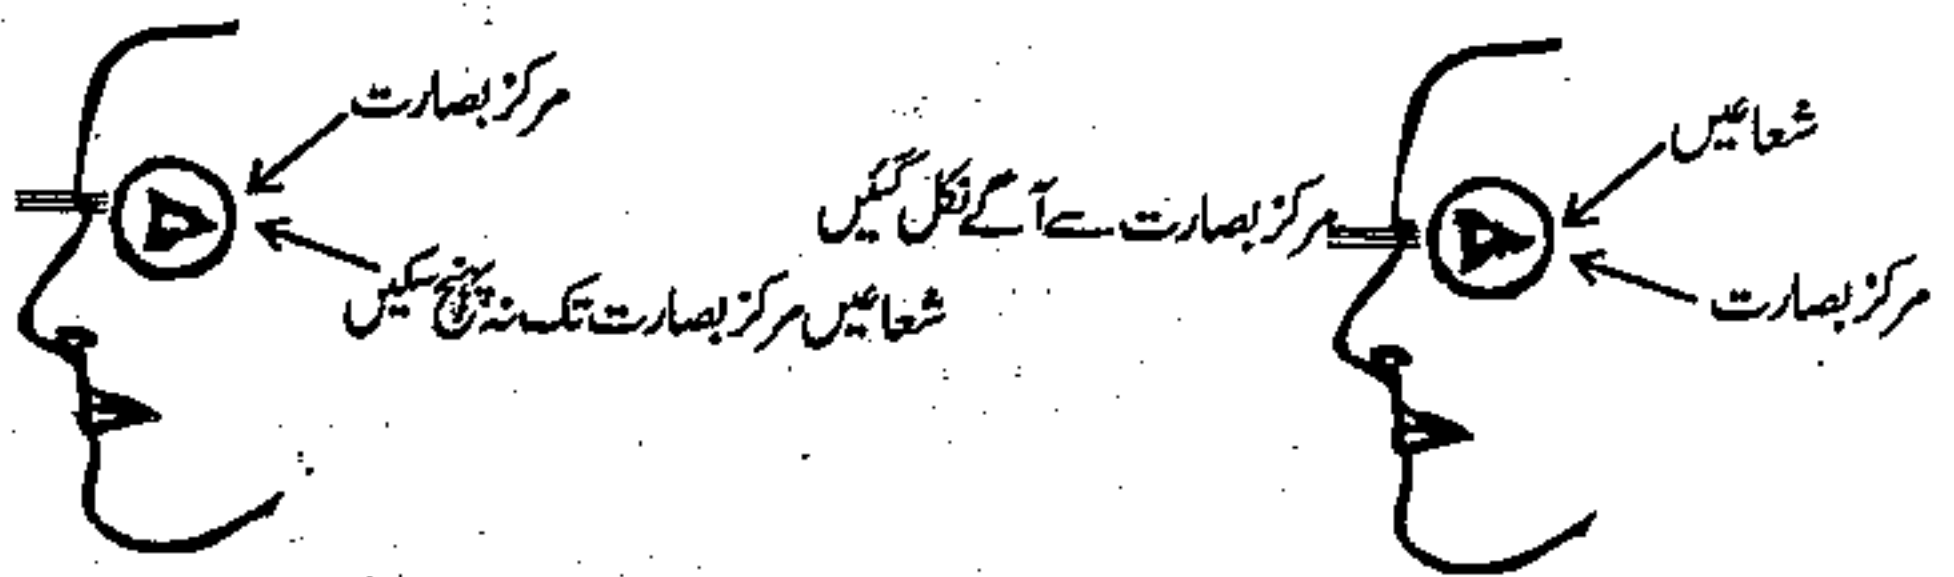 شعاعیں
مرکز بصارت سے آگے نکل گئیں
مرکز بصارت
مرکز بصارت
شعاعیں مرکز بصارت تک نہ پہنچ سکیں